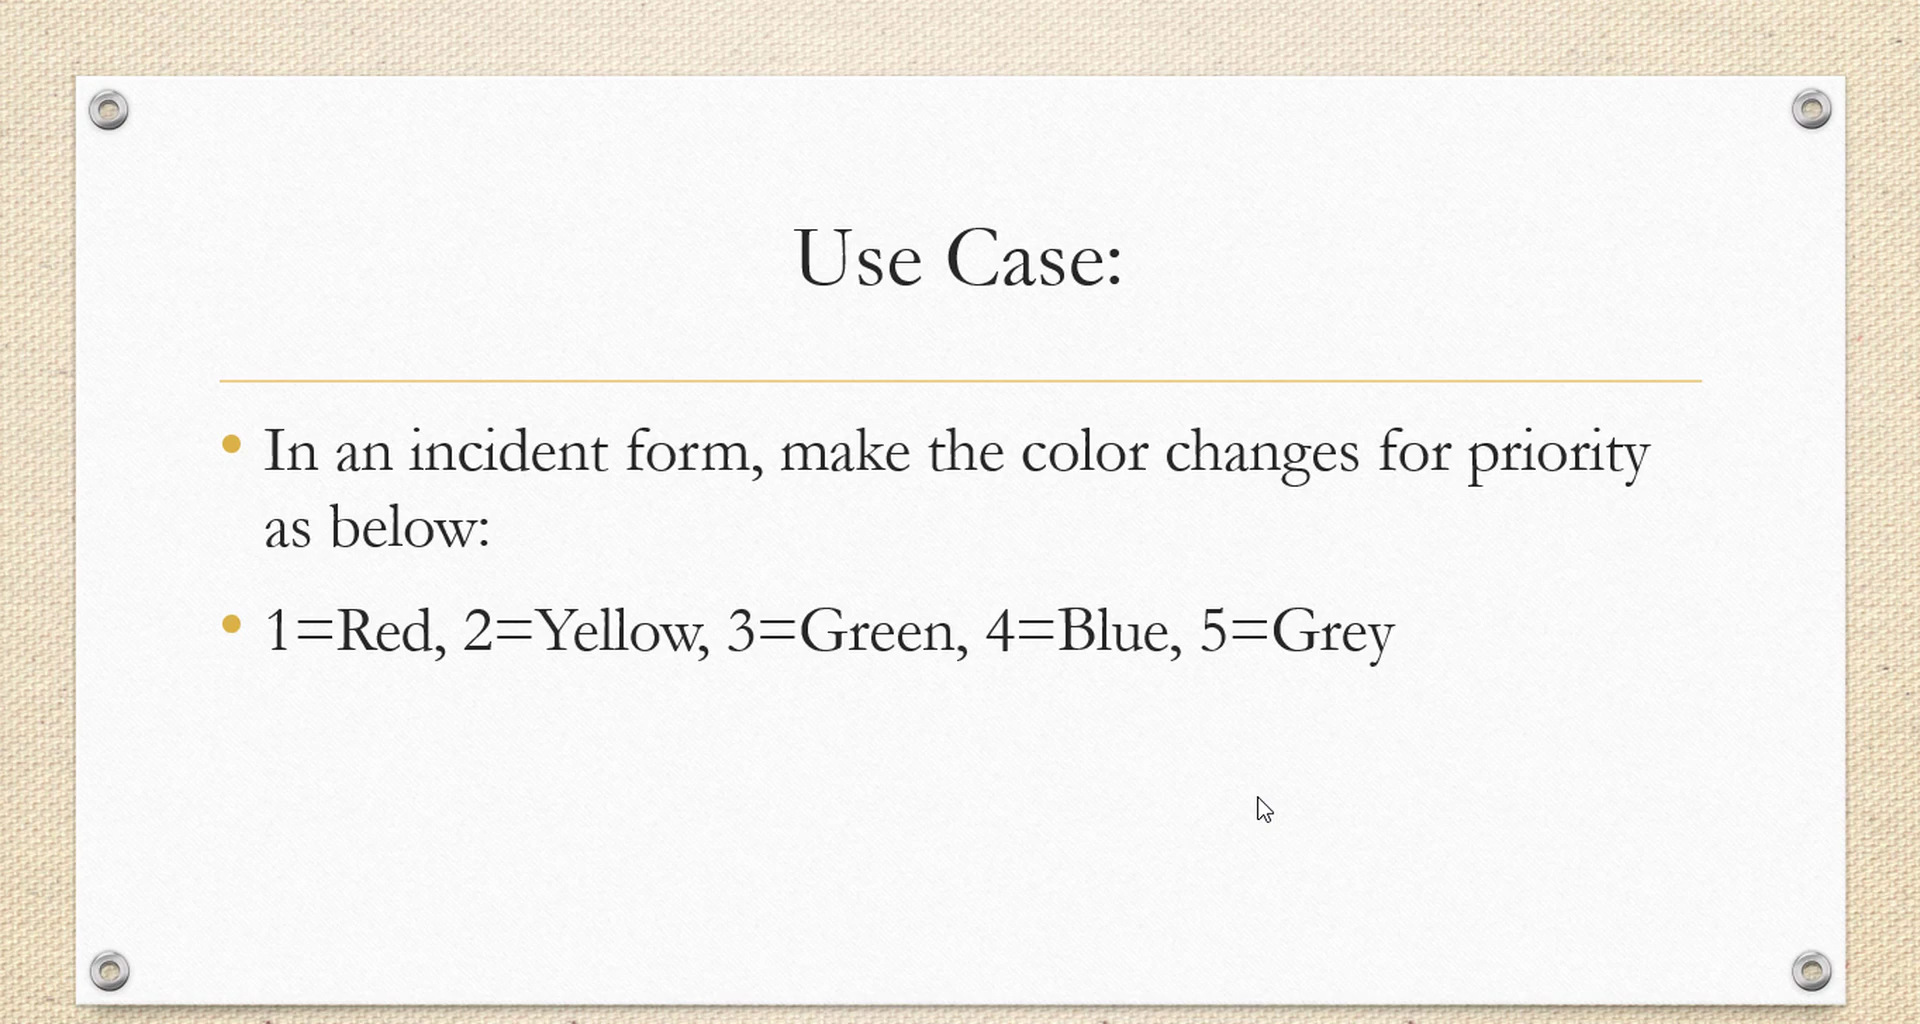 Use Case:
In an incident form, make the color changes for priority
as below:
1=Red, 2=Yellow, 3=Green, 4=Blue, 5=Grey